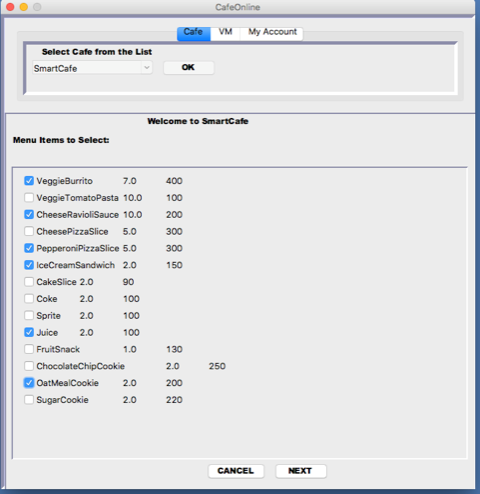 CafeOnline
Cafe VM My Account
Select Cafe from the List
SmartCafe OK
Welcome to SmartCafe
Menu Items to Select:
VeggieBurrito 7.0 400
VeggieTomatoPasta 10.0 100
CheeseRavioliSauce 10.0 200
CheesePizzaSlice 5.0 300
PepperoniPizzaSlice 5.0 300
IceCreamSandwich 2.0 150
CakeSlice 2.0 90
Coke 2.0 100
Sprite 2.0 100
Juice 2.0 100
FruitSnack 1.0 130
ChocolateChipCookie 2.0 250
OatMealCookie 2.0 200
SugarCookie 2.0 220
CANCEL NEXT